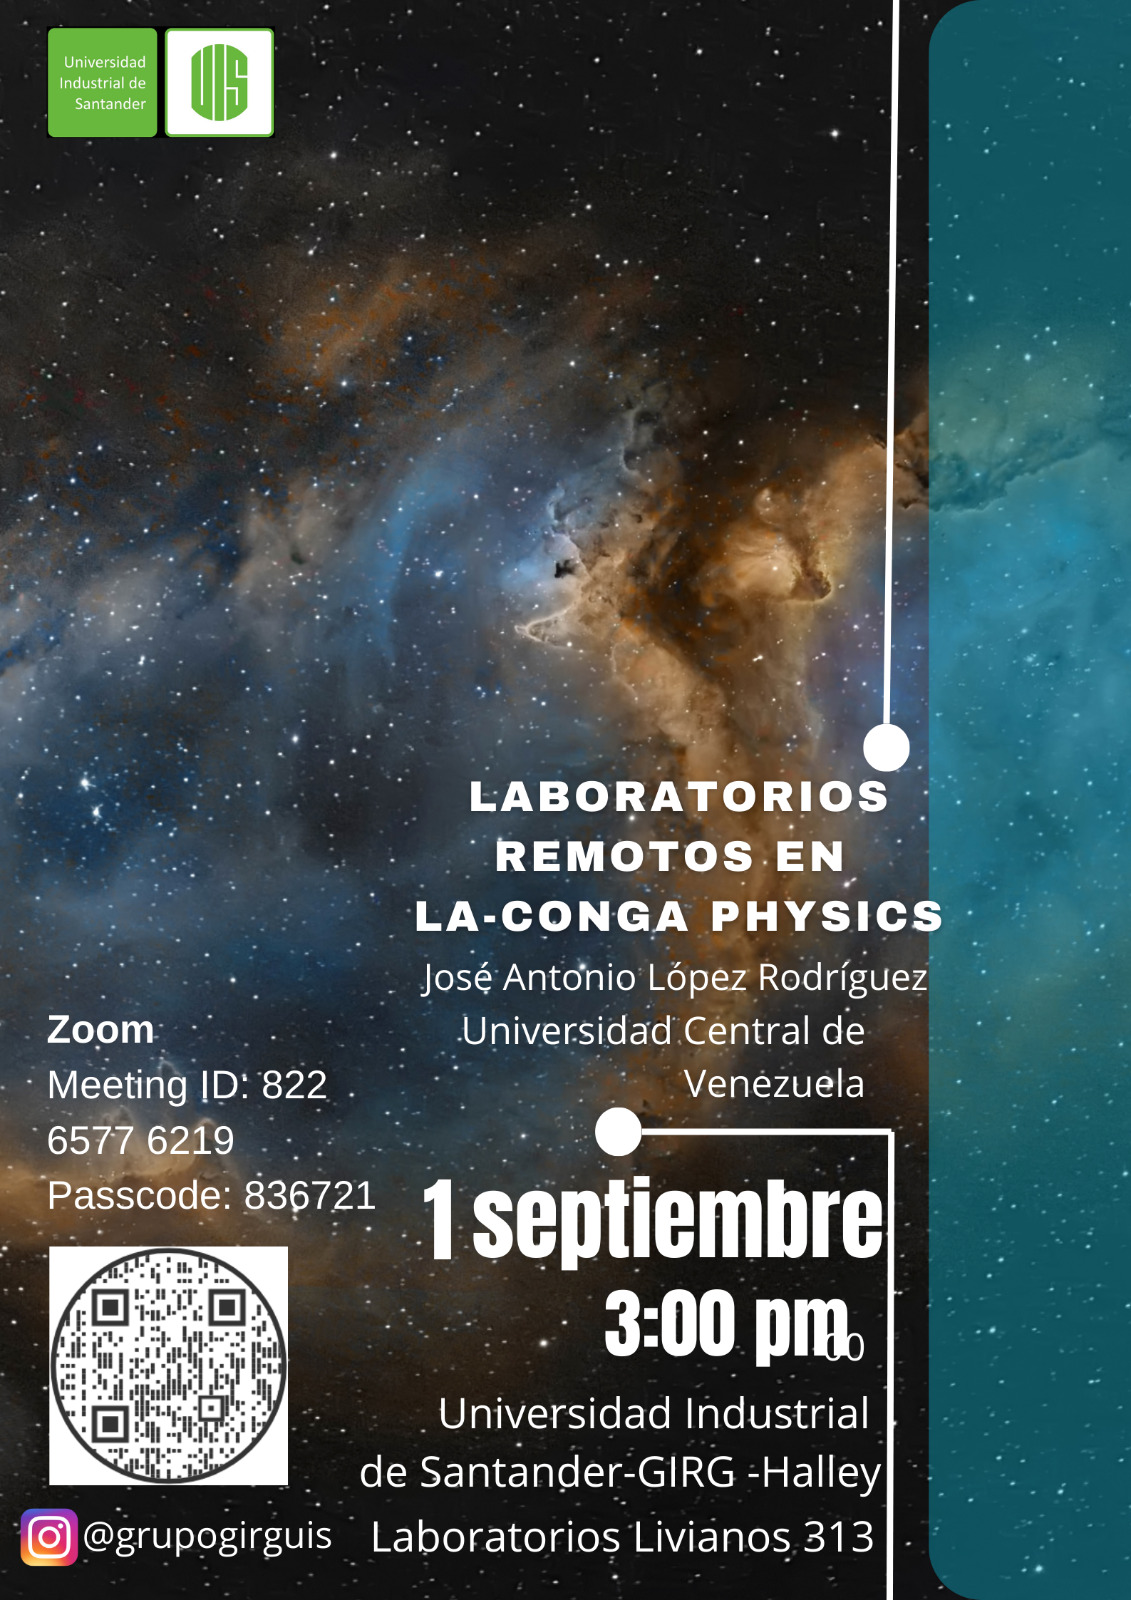 Universidad
Industrial de
Santander
UIS
LABORATORIOS
REMOTOS EN
LA-CONGA PHYSICS
José Antonio López Rodríguez
Universidad Central de
Venezuela
Zoom
Meeting ID: 822
6577 6219
Passcode: 836721
1 septiembre
3:00 pm
00
Universidad Industrial
de Santander-GIRG -Halley
Laboratorios Livianos 313
@grupogirguis